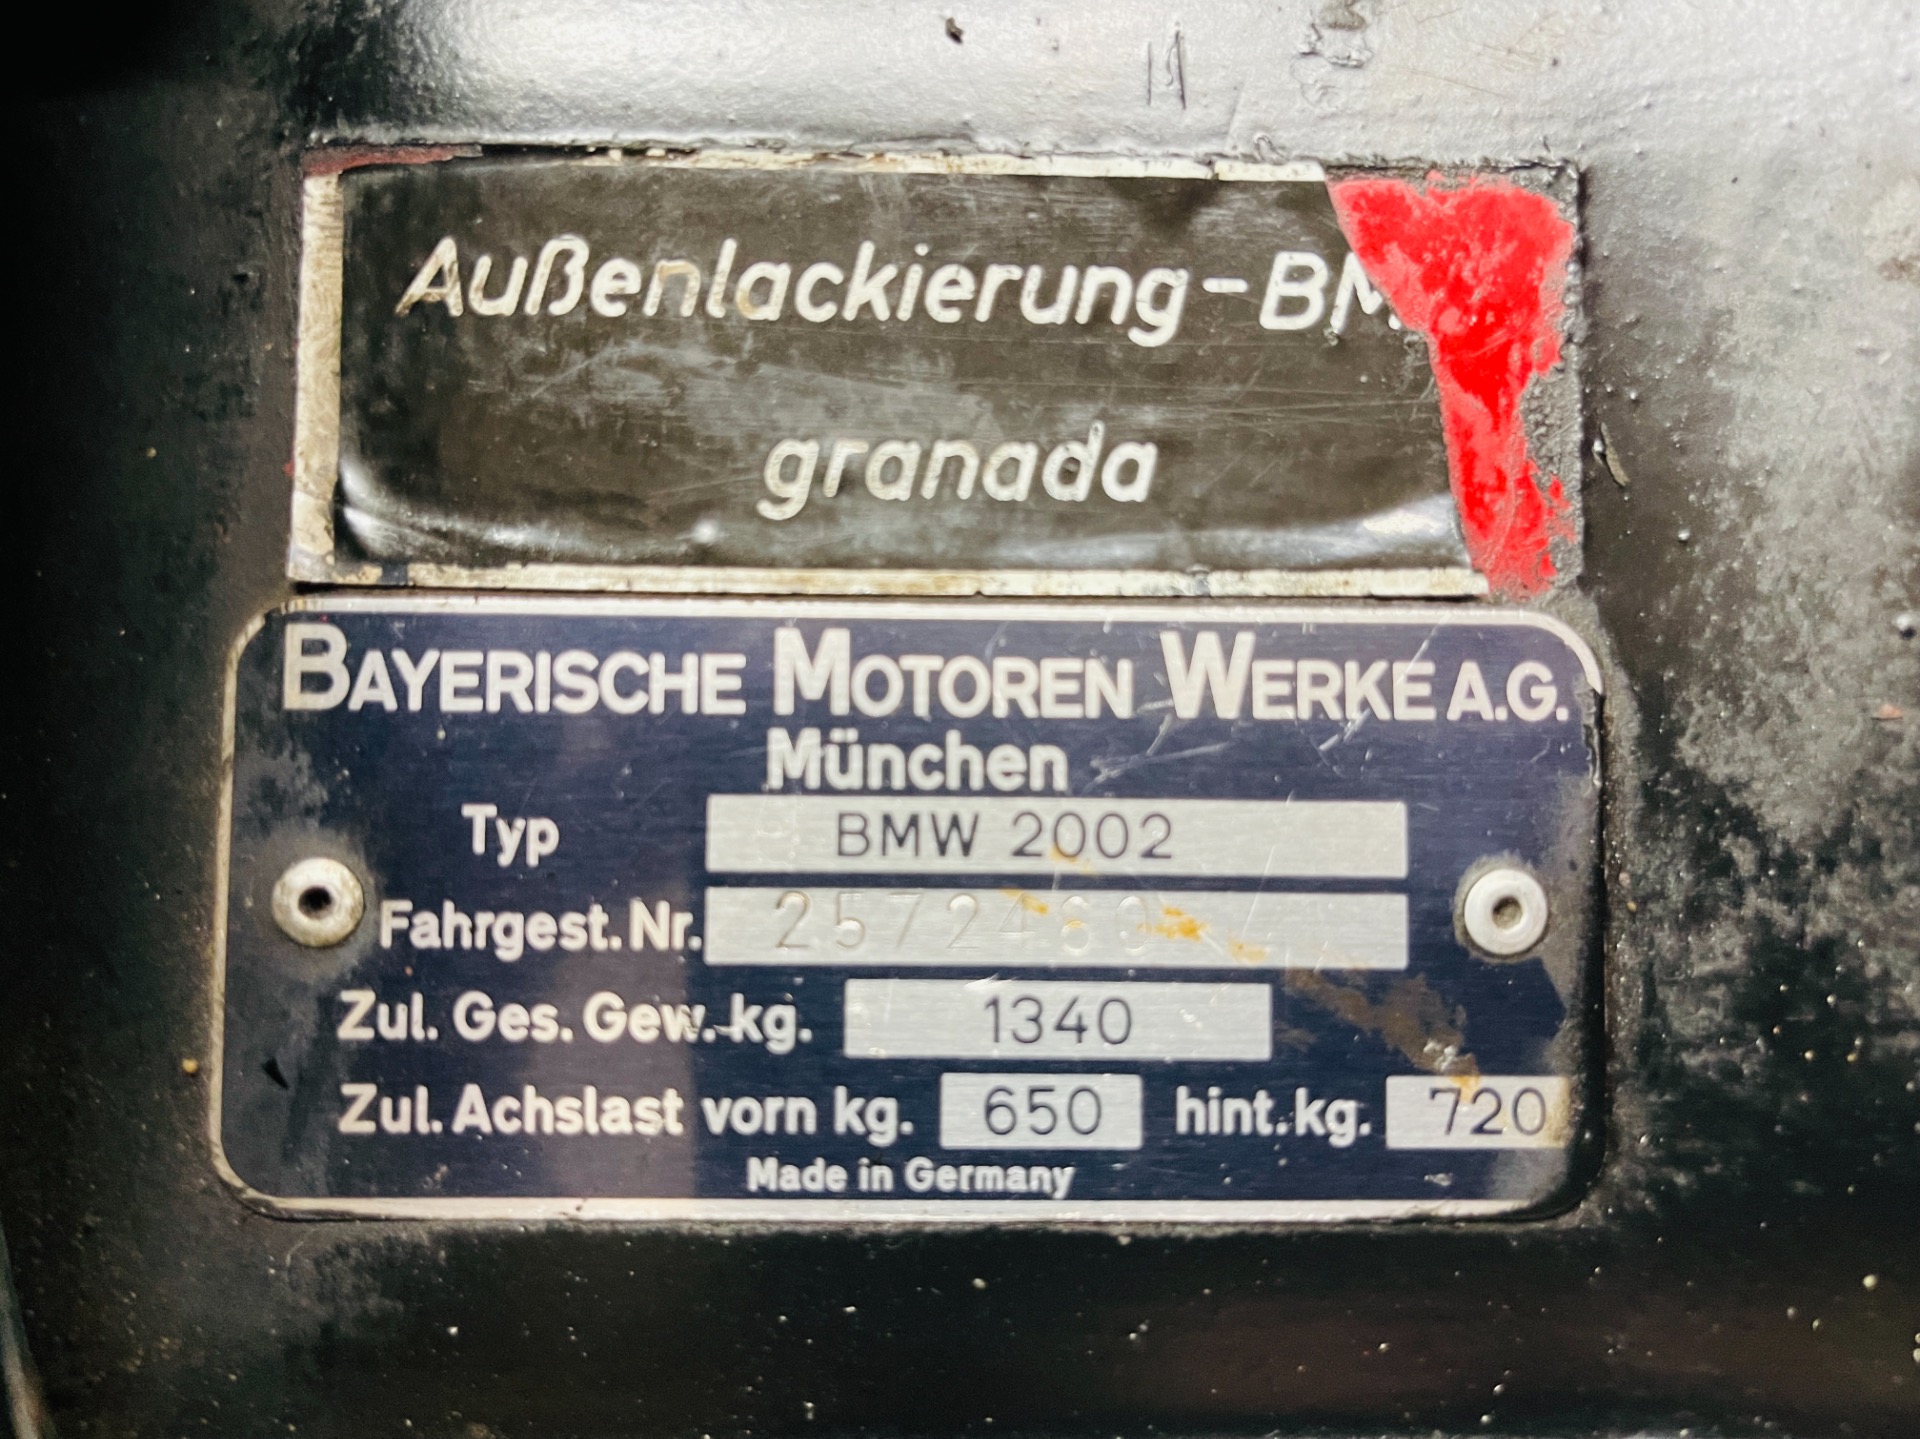 Außenlackierung-BM
granada
BAYERISCHE MOTOREN WERKE A.G.
München
Typ BMW 2002
Fahrgest. Nr. 2572460
Zul. Ges. Gew. kg. 1340
Zul. Achslast vorn kg. 650 hint. kg. 720
Made in Germany